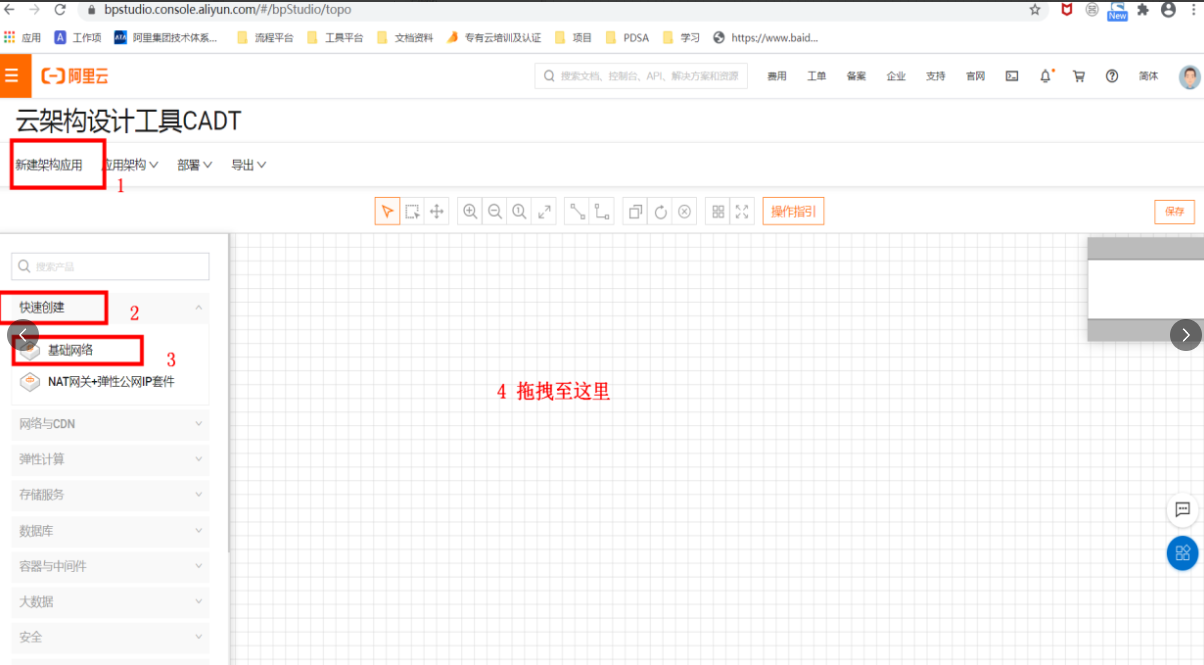 bpstudio.console.aliyun.com/#/bpStudio/topo
New
应用 A 工作项 阿里集团技术体系... 流程平台 工具平台 文档资料 专有云培训及认证 项目 PDSA 学习 https://www.baid...
阿里云 搜索文档、控制台、API、解决方案和资源 费用 工单 备案 企业 支持 官网 简体
云架构设计工具CADT
新建架构应用 应用架构 部署 导出
1
操作指引 保存
搜索产品
快速创建 2
基础网络 3
NAT网关+弹性公网IP套件
4 拖拽至这里
网络与CDN
弹性计算
存储服务
数据库
容器与中间件
大数据
安全